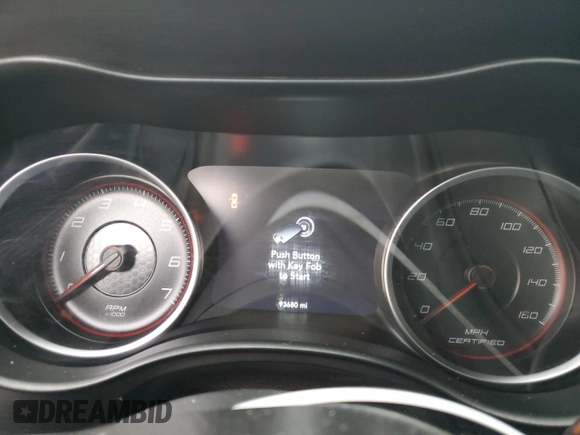 1 2 3 4 5 6 7
RPM
x1000
Push Button
with Key Fob
to Start
93680 mi
0 20 40 60 80 100 120 140 160
MPH
CERTIFIED
DREAMBID